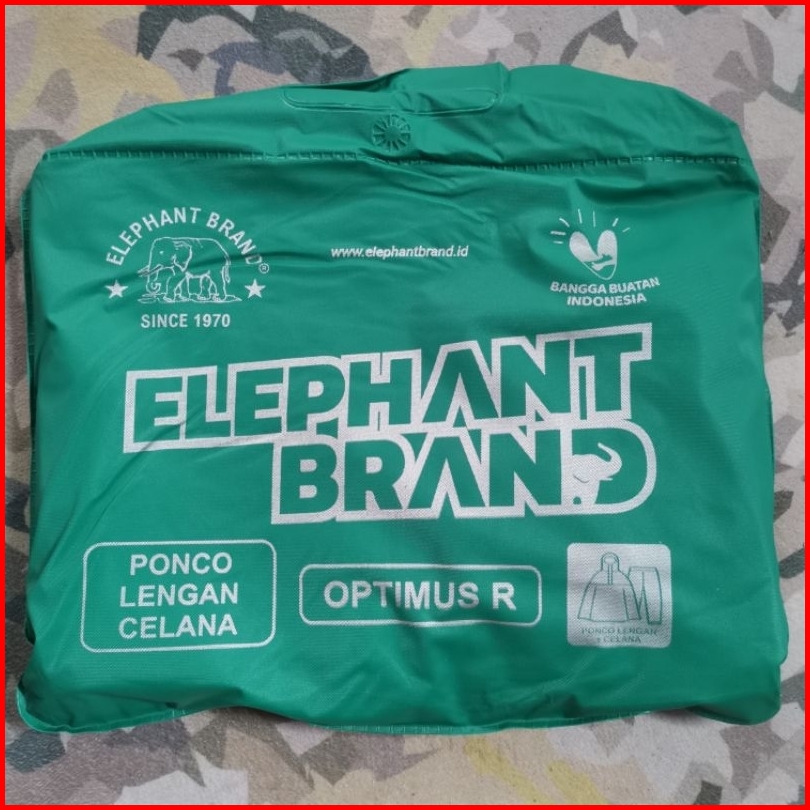 ELEPHANT BRAND®
SINCE 1970
www.elephantbrand.id
BANGGA BUATAN
INDONESIA
ELEPHANT
BRAND
PONCO
LENGAN
CELANA
OPTIMUS R
PONCO LENGAN
+ CELANA